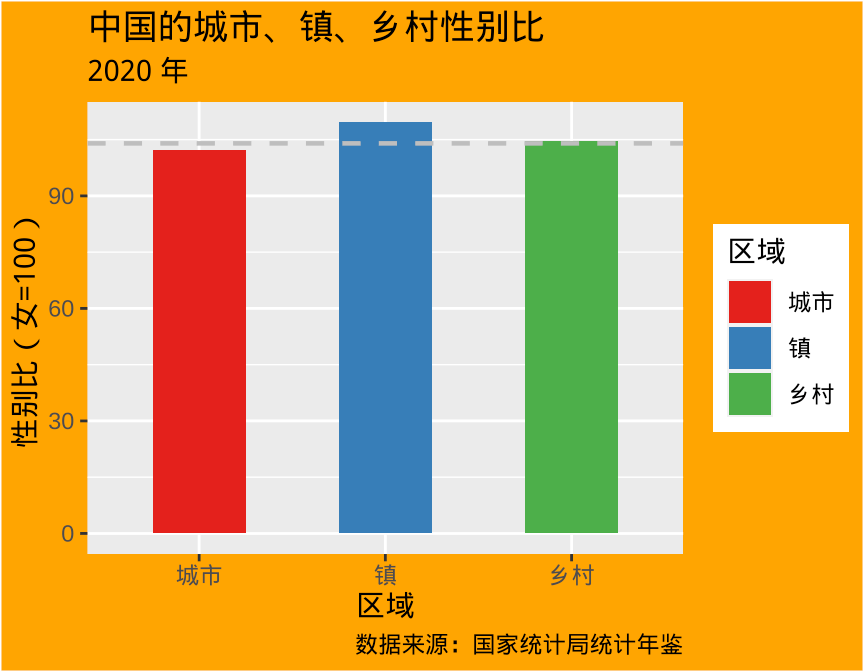 中国的城市、镇、乡村性别比
2020 年
性别比（女=100）
90
60
30
0
城市
镇
乡村
区域
区域
城市
镇
乡村
数据来源：国家统计局统计年鉴